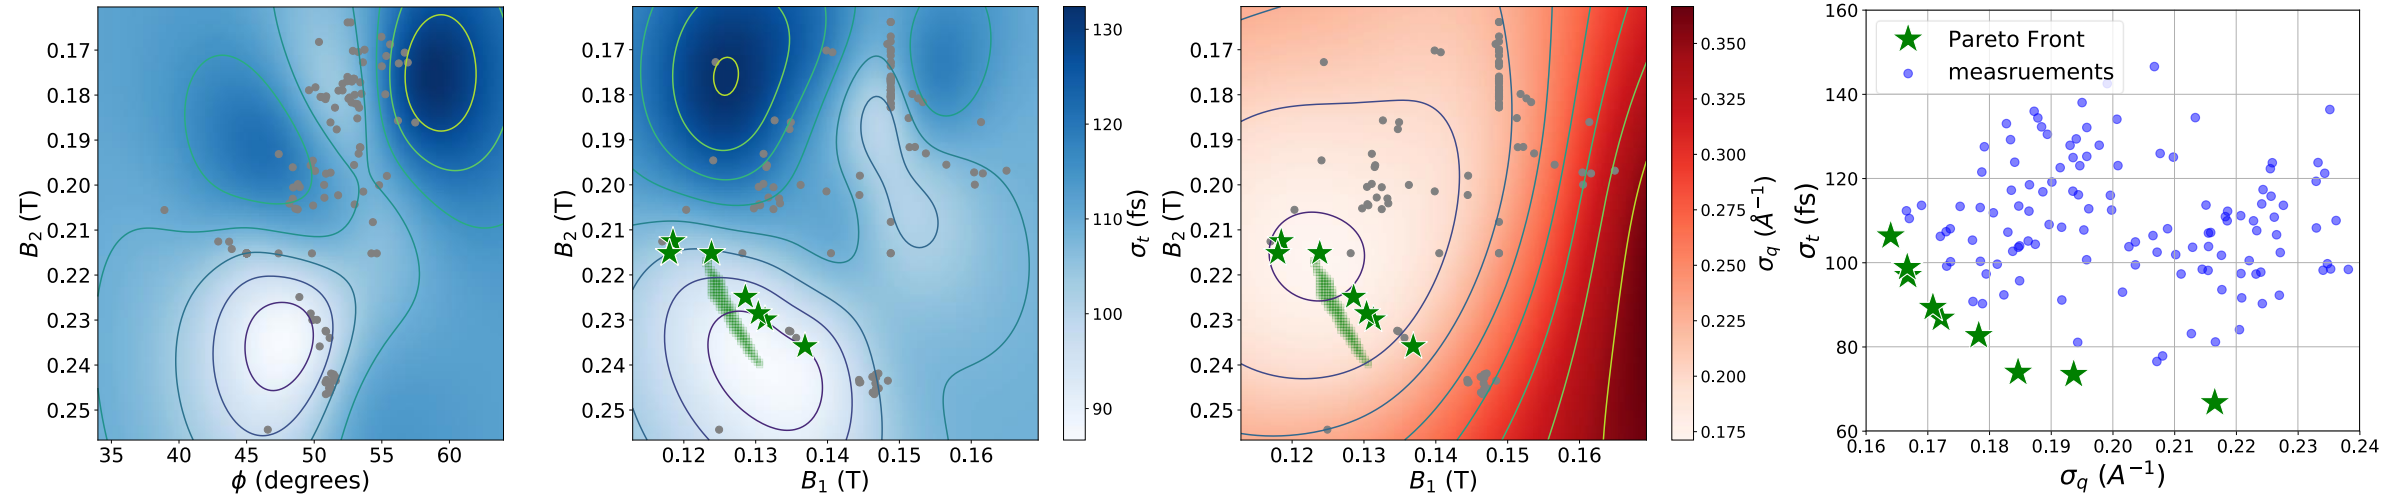 0.17
0.18
0.19
0.20
0.21
0.22
0.23
0.24
0.25
B₂ (T)
35 40 45 50 55 60
ϕ (degrees)
0.17
0.18
0.19
0.20
0.21
0.22
0.23
0.24
0.25
B₂ (T)
0.12 0.13 0.14 0.15 0.16
B₁ (T)
130
120
110
100
90
σₜ (fs)
0.17
0.18
0.19
0.20
0.21
0.22
0.23
0.24
0.25
B₂ (T)
0.12 0.13 0.14 0.15 0.16
B₁ (T)
0.350
0.325
0.300
0.275
0.250
0.225
0.200
0.175
σ_q (Å⁻¹)
160
140
120
100
80
60
σₜ (fs)
Pareto Front
measruements
0.16 0.17 0.18 0.19 0.20 0.21 0.22 0.23 0.24
σ_q (A⁻¹)